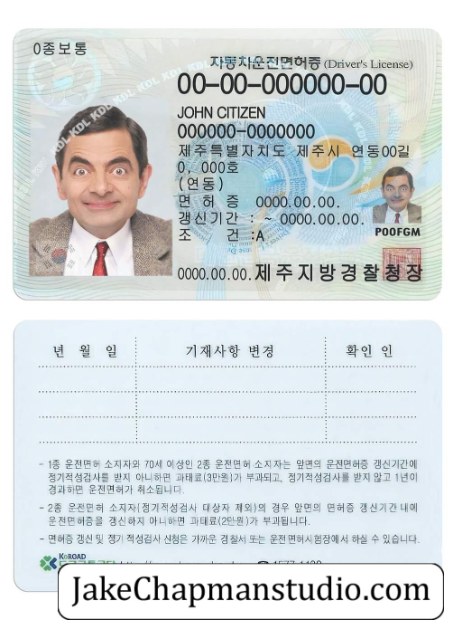 0종보통
자동차운전면허증 (Driver's License)
00-00-000000-00
JOHN CITIZEN
000000-0000000
제주특별자치도 제주시 연동00길
0, 000호
(연동)
면 허 증 0000.00.00.
갱신기간 : ~ 0000.00.00.
조 건 :A
P00FGM
0000.00.00. 제주지방경찰청장
년 월 일 기재사항 변경 확인 인
- 1종 운전면허 소지자와 70세 이상인 2종 운전면허 소지자는 앞면의 운전면허증 갱신기간에
정기적성검사를 받지 아니하면 과태료(3만원)가 부과되고, 정기적성검사를 받지 않고 1년이
경과하면 운전면허가 취소됩니다.
- 2종 운전면허 소지자(정기적성검사 대상자 제외)의 경우 앞면의 면허증 갱신기간 내에
운전면허증을 갱신하지 아니하면 과태료(2만원)가 부과됩니다.
- 면허증 갱신 및 정기 적성검사 신청은 가까운 경찰서 또는 운전면허시험장에서 하실 수 있습니다.
KoROAD
JakeChapmanstudio.com